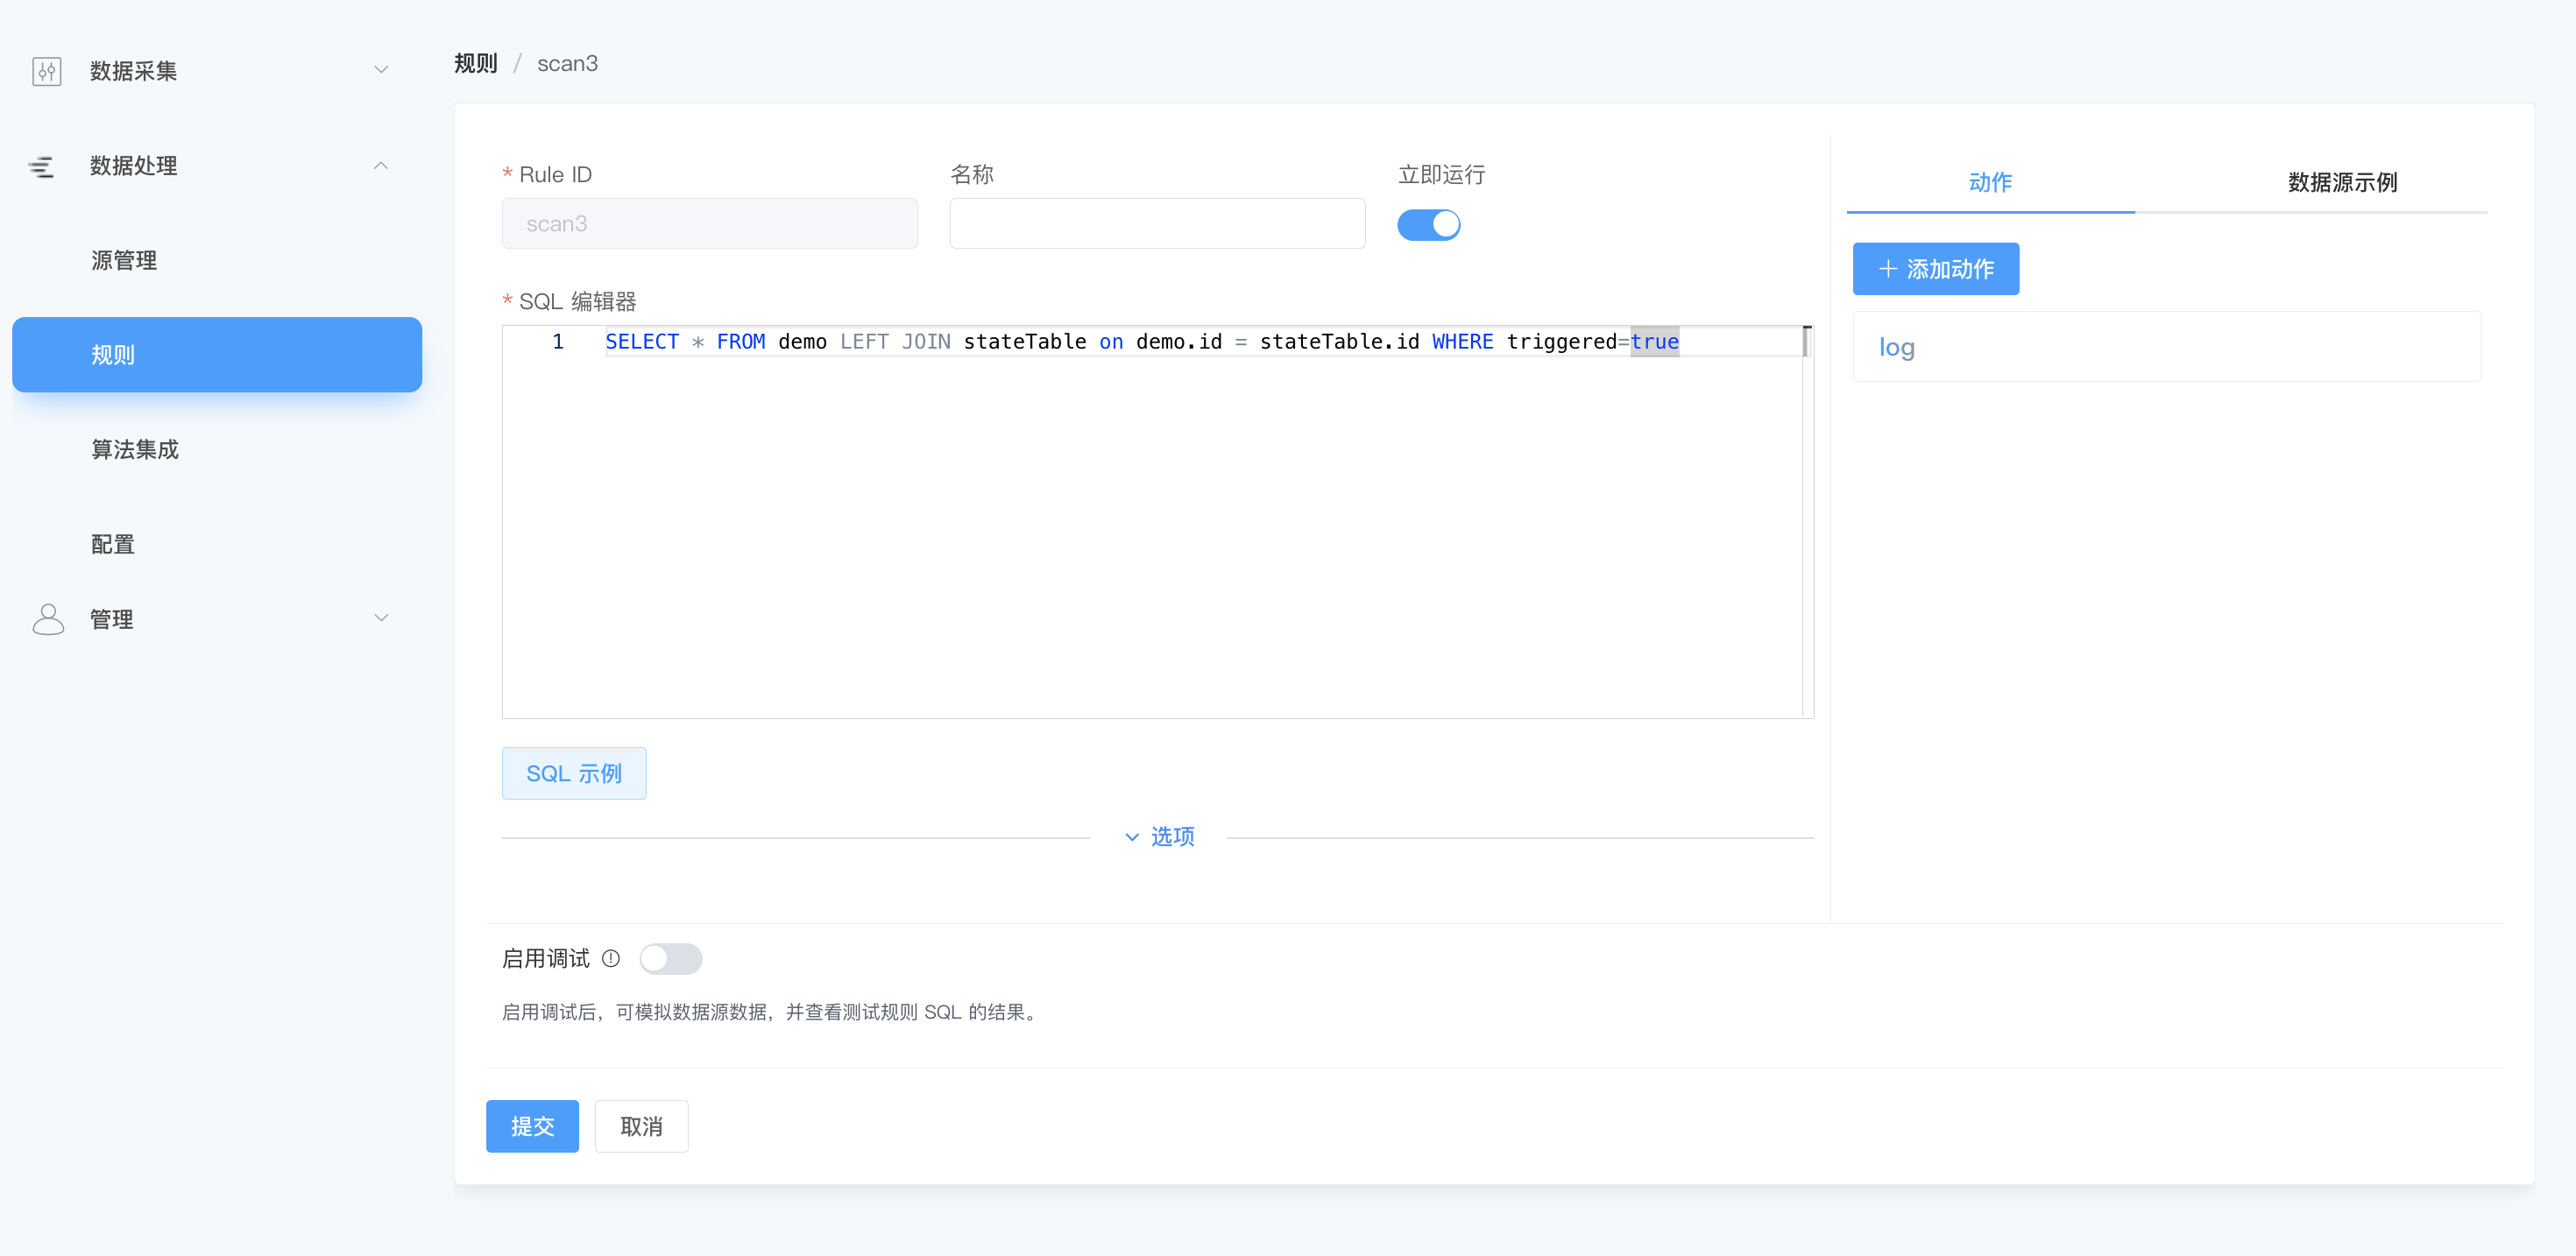 数据采集
数据处理
源管理
规则
算法集成
配置
管理
规则 / scan3
* Rule ID
scan3
名称
立即运行
* SQL 编辑器
1 SELECT * FROM demo LEFT JOIN stateTable on demo.id = stateTable.id WHERE triggered=true
SQL 示例
选项
动作
数据源示例
+ 添加动作
log
启用调试
启用调试后，可模拟数据源数据，并查看测试规则 SQL 的结果。
提交
取消